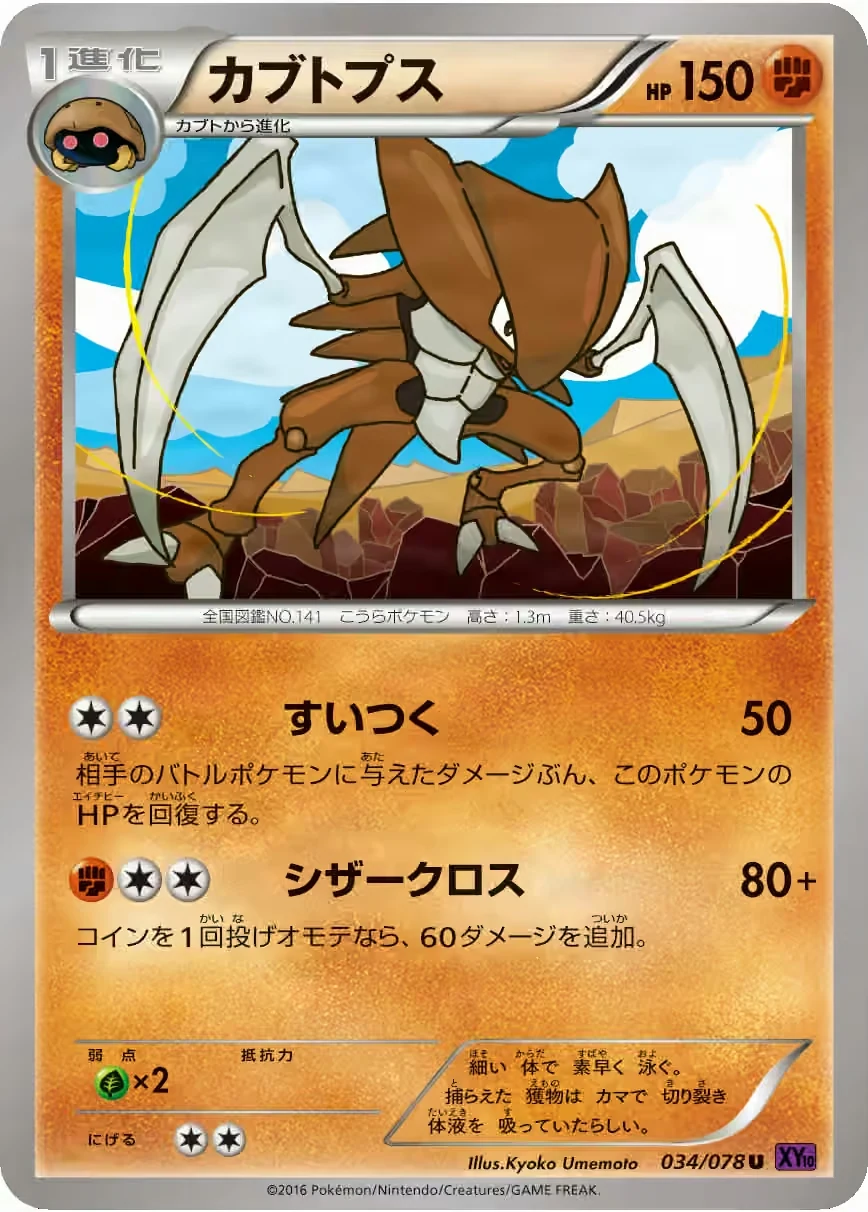 1進化
カブトプス
HP 150
カブトから進化
全国図鑑NO.141 こうらポケモン 高さ：1.3m 重さ：40.5kg
すいつく 50
相手のバトルポケモンに与えたダメージぶん、このポケモンの
HPを回復する。
シザークロス 80+
コインを1回投げオモテなら、60ダメージを追加。
弱点 抵抗力
×2
にげる
細い 体で 素早く 泳ぐ。
捕らえた 獲物は カマで 切り裂き
体液を 吸っていたらしい。
Illus.Kyoko Umemoto 034/078 U XY10
©2016 Pokémon/Nintendo/Creatures/GAME FREAK.